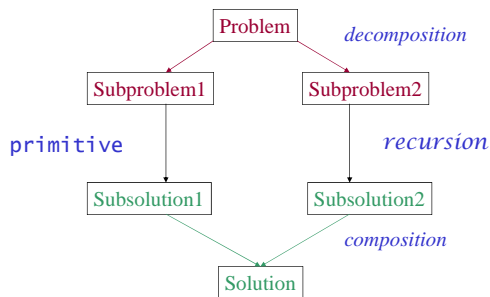 Problem
decomposition
Subproblem1
Subproblem2
primitive
recursion
Subsolution1
Subsolution2
composition
Solution